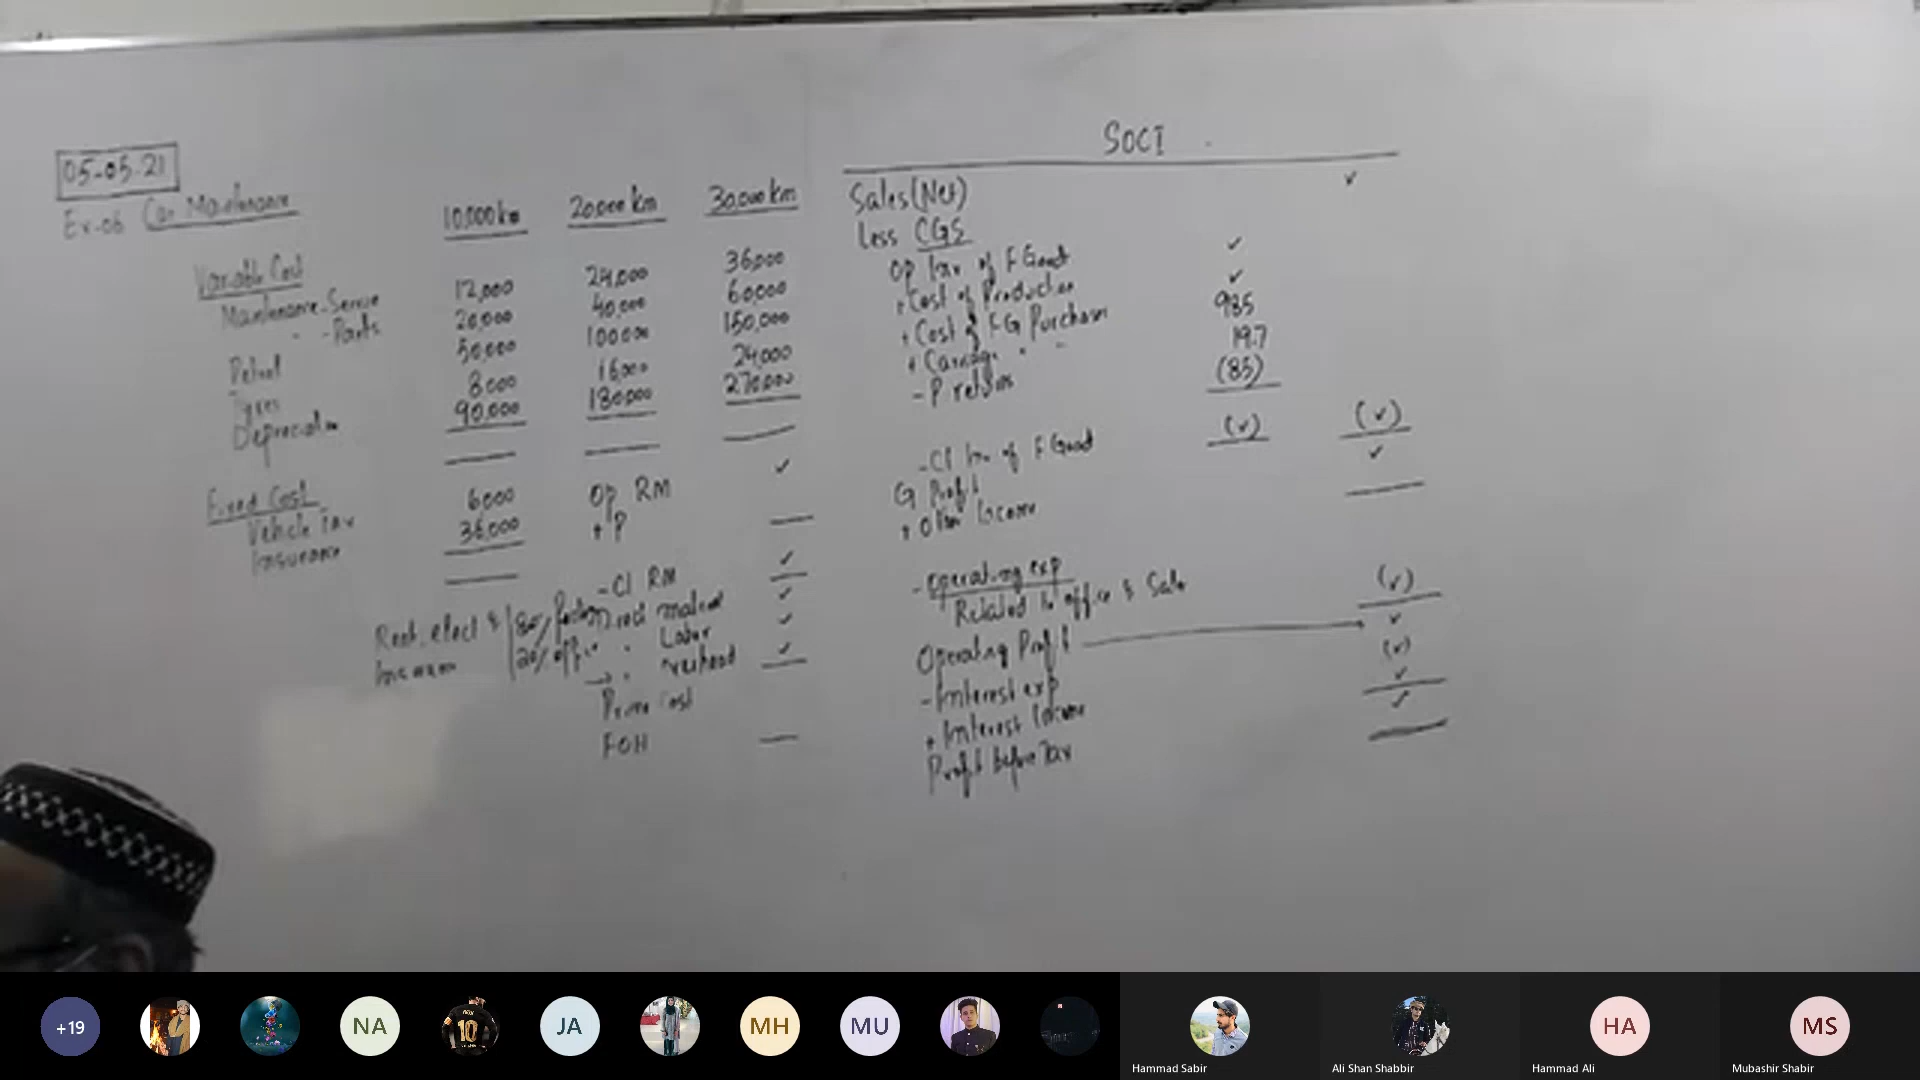 05-05-21
Ex-06 Car Maintenance
10,000 km 20,000 km 30,000 km
Variable Cost
Maintenance-Service 12,000 24,000 36,000
" -Parts 20,000 40,000 60,000
Petrol 50,000 100,000 150,000
Tyres 8000 16,000 24,000
Depreciation 90,000 180,000 270,000
Fixed Cost
Vehicle Tax 6000
Insurance 36,000
Op RM ✓
+ P
- Cl RM ✓
Direct material ✓
" Labor ✓
→ " overhead ✓
Prime Cost
FOH
Rent, elect &
Insurance
80% factory
20% office
SOCI
Sales (Net) ✓
Less CGS
Op Inv of F Good ✓
+ Cost of Production ✓
+ Cost of FG Purchase 985
+ Carriage " " 19.7
- P returns (85)
- Cl Inv of F Good (✓) (✓)
G Profit ✓
+ Other Income
- Operating exp
Related to office & Sale (✓)
Operating Profit ✓
- Interest exp (✓)
+ Interest Income ✓
Profit before Tax ✓
10
+19
NA
JA
MH
MU
HA
MS
Hammad Sabir
Ali Shan Shabbir
Hammad Ali
Mubashir Shabir